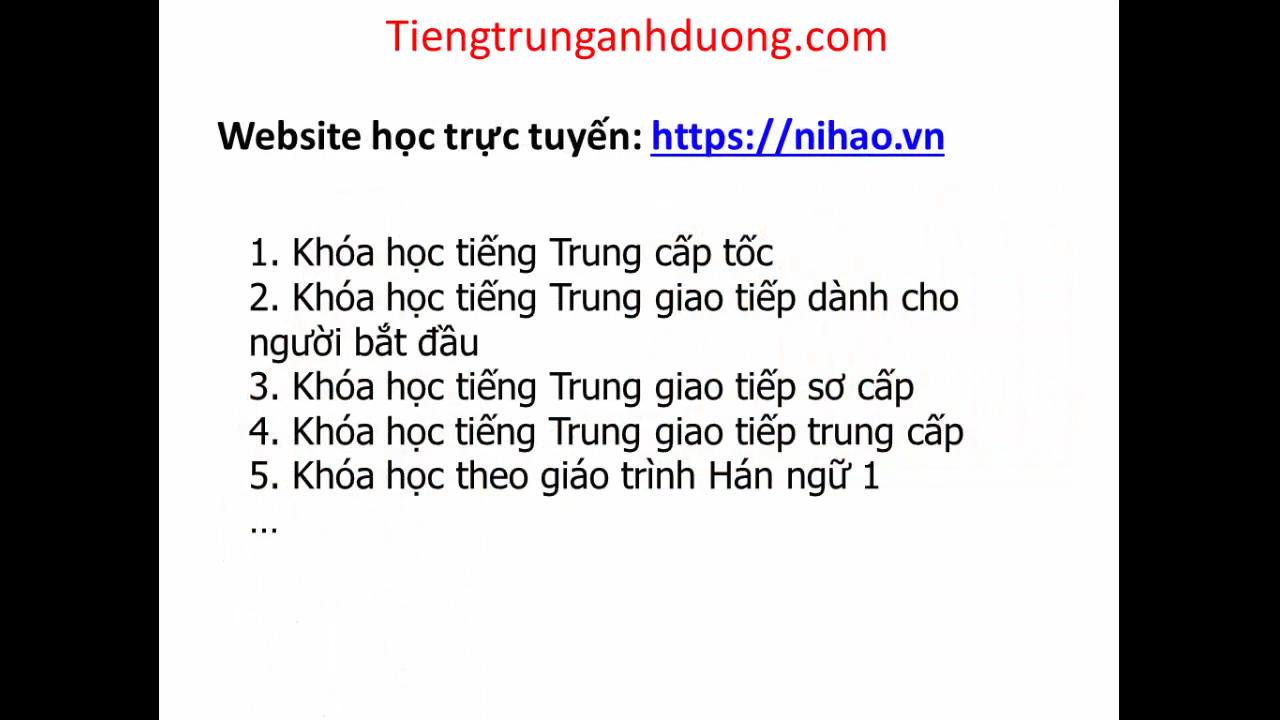 Tiengtrunganhduong.com
Website học trực tuyến: https://nihao.vn
1. Khóa học tiếng Trung cấp tốc
2. Khóa học tiếng Trung giao tiếp dành cho
người bắt đầu
3. Khóa học tiếng Trung giao tiếp sơ cấp
4. Khóa học tiếng Trung giao tiếp trung cấp
5. Khóa học theo giáo trình Hán ngữ 1
...